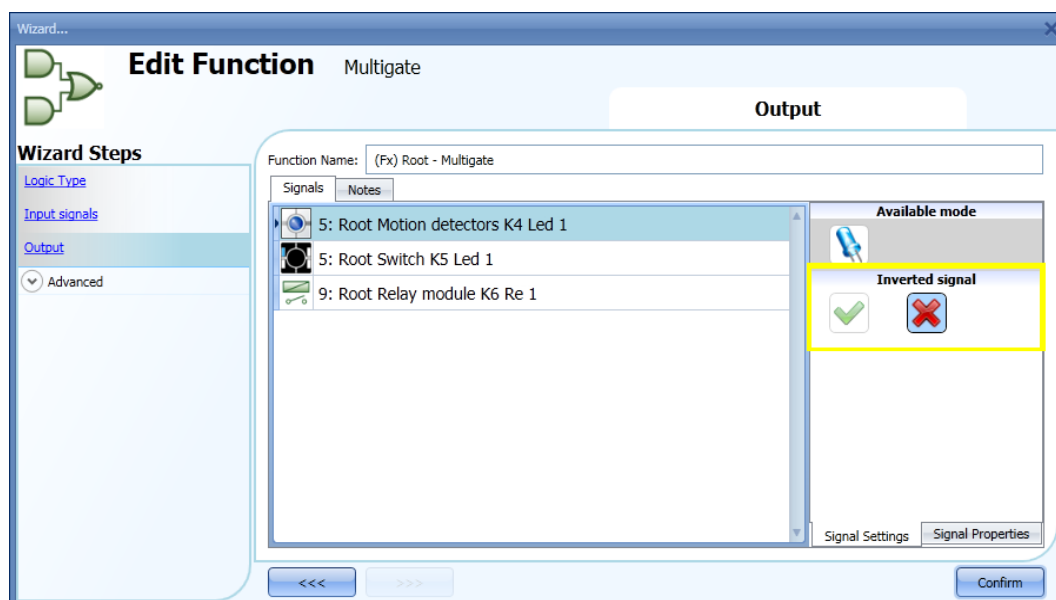 Wizard...
Edit Function Multigate
Output
Wizard Steps
Logic Type
Input signals
Output
Advanced
Function Name: (Fx) Root - Multigate
Signals Notes
5: Root Motion detectors K4 Led 1
5: Root Switch K5 Led 1
9: Root Relay module K6 Re 1
Available mode
Inverted signal
Signal Settings Signal Properties
<<< >>> Confirm